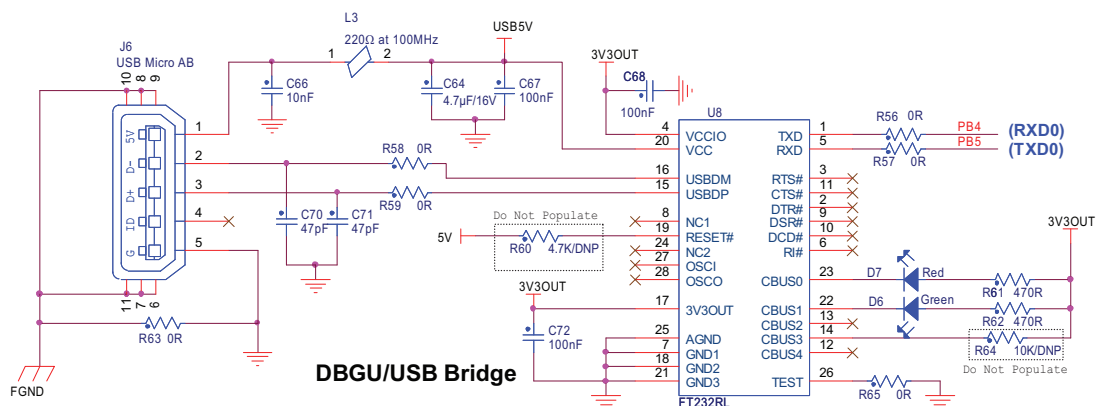 L3
220Ω at 100MHz
1
2
USB5V
J6
USB Micro AB
10
8
9
C66
10nF
C64
4.7µF/16V
C67
100nF
3V3OUT
C68
100nF
U8
5V
D-
D+
ID
G
1
2
3
4
5
11
7
6
R58 0R
R59 0R
C70
47pF
C71
47pF
R63 0R
FGND
Do Not Populate
5V
R60 4.7K/DNP
3V3OUT
C72
100nF
DBGU/USB Bridge
4 VCCIO
20 VCC
16 USBDM
15 USBDP
8 NC1
19 RESET#
24 NC2
27 OSCI
28 OSCO
17 3V3OUT
25 AGND
7 GND1
18 GND2
21 GND3
TXD 1
RXD 5
RTS# 3
CTS# 11
DTR# 2
DSR# 9
DCD# 10
RI# 6
CBUS0 23
CBUS1 22
CBUS2 13
CBUS3 14
CBUS4 12
TEST 26
FT232RL
R56 0R
PB4
(RXD0)
R57 0R
PB5
(TXD0)
3V3OUT
D7
Red
R61 470R
D6
Green
R62 470R
R64 10K/DNP
Do Not Populate
R65 0R